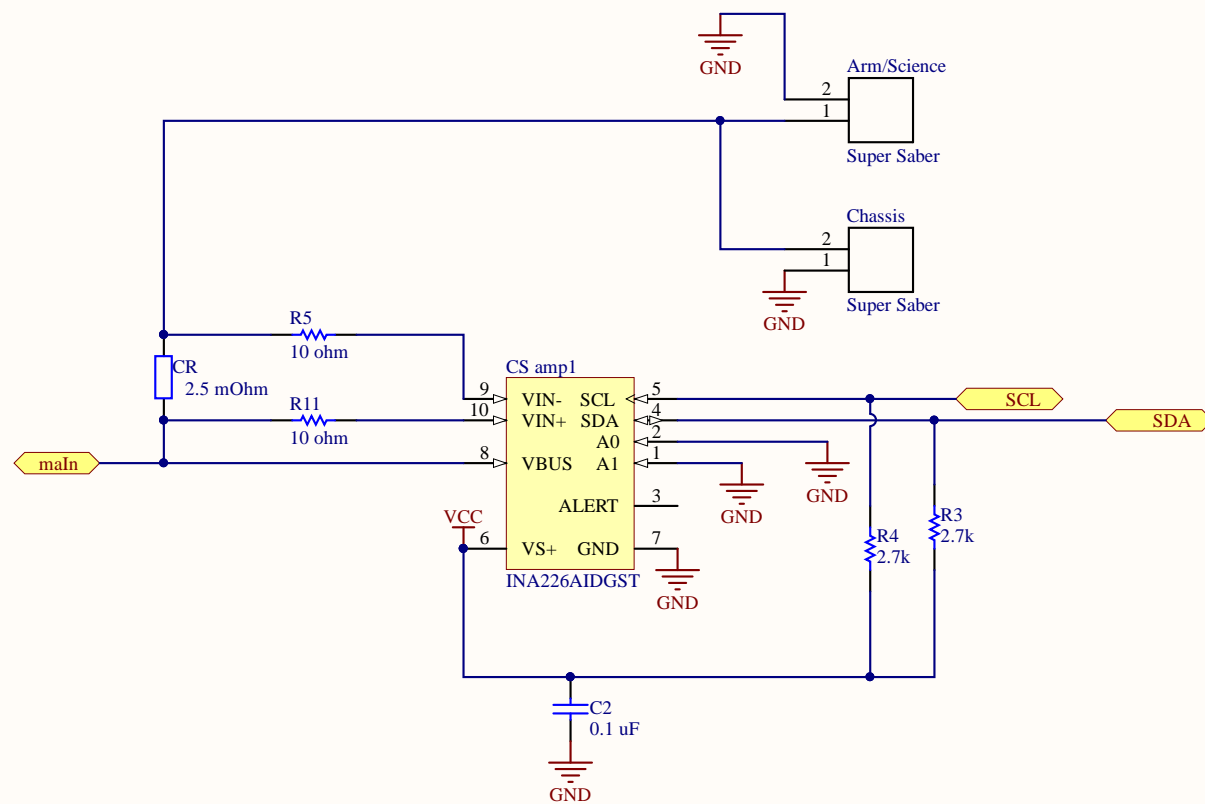 GND
Arm/Science
2
1
Super Saber
Chassis
2
1
Super Saber
GND
R5
10 ohm
CR
2.5 mOhm
R11
10 ohm
CS amp1
9 VIN- SCL 5
10 VIN+ SDA 4
A0 2
8 VBUS A1 1
ALERT 3
6 VS+ GND 7
INA226AIDGST
maIn
VCC
SCL
SDA
GND
GND
GND
R4
2.7k
R3
2.7k
C2
0.1 uF
GND